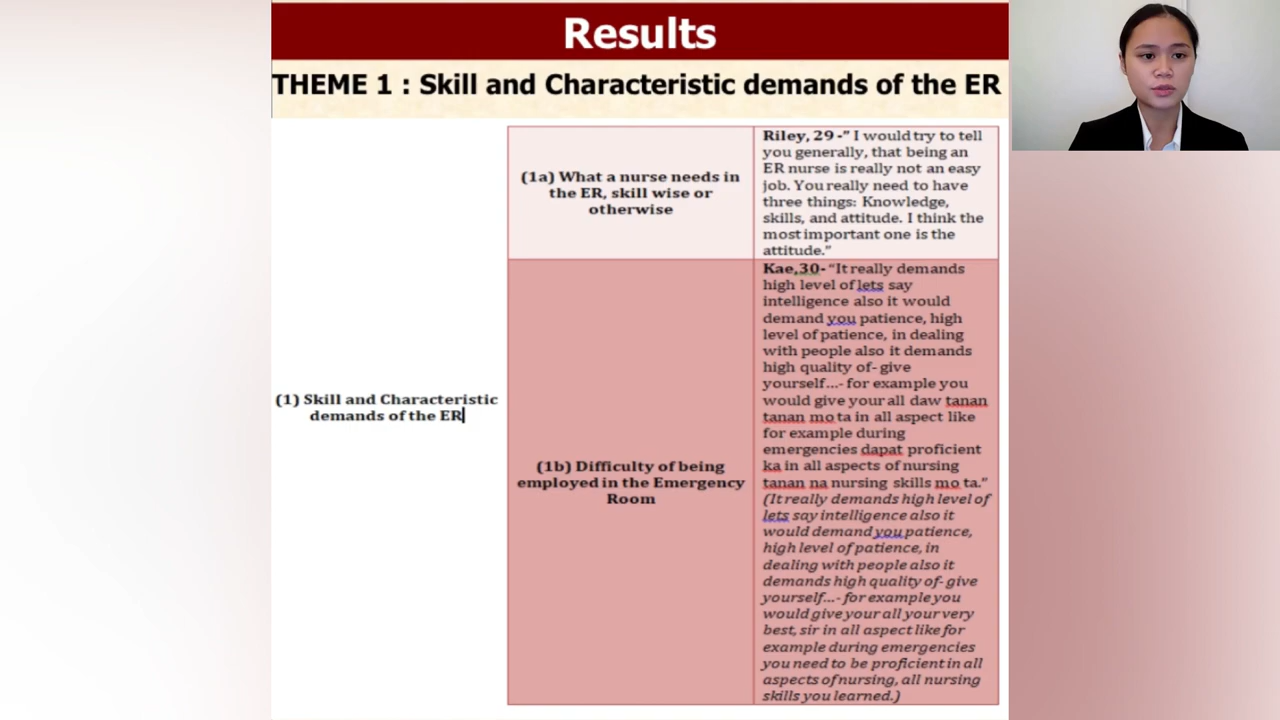 Results
THEME 1 : Skill and Characteristic demands of the ER
(1) Skill and Characteristic
demands of the ER
(1a) What a nurse needs in
the ER, skill wise or
otherwise
Riley, 29 -" I would try to tell
you generally, that being an
ER nurse is really not an easy
job. You really need to have
three things: Knowledge,
skills, and attitude. I think the
most important one is the
attitude."
(1b) Difficulty of being
employed in the Emergency
Room
Kae,30- "It really demands
high level of lets say
intelligence also it would
demand you patience, high
level of patience, in dealing
with people also it demands
high quality of- give
yourself...- for example you
would give your all daw tanan
tanan mo ta in all aspect like
for example during
emergencies dapat proficient
ka in all aspects of nursing
tanan na nursing skills mo ta."
(It really demands high level of
lets say intelligence also it
would demand you patience,
high level of patience, in
dealing with people also it
demands high quality of- give
yourself...- for example you
would give your all your very
best, sir in all aspect like for
example during emergencies
you need to be proficient in all
aspects of nursing, all nursing
skills you learned.)